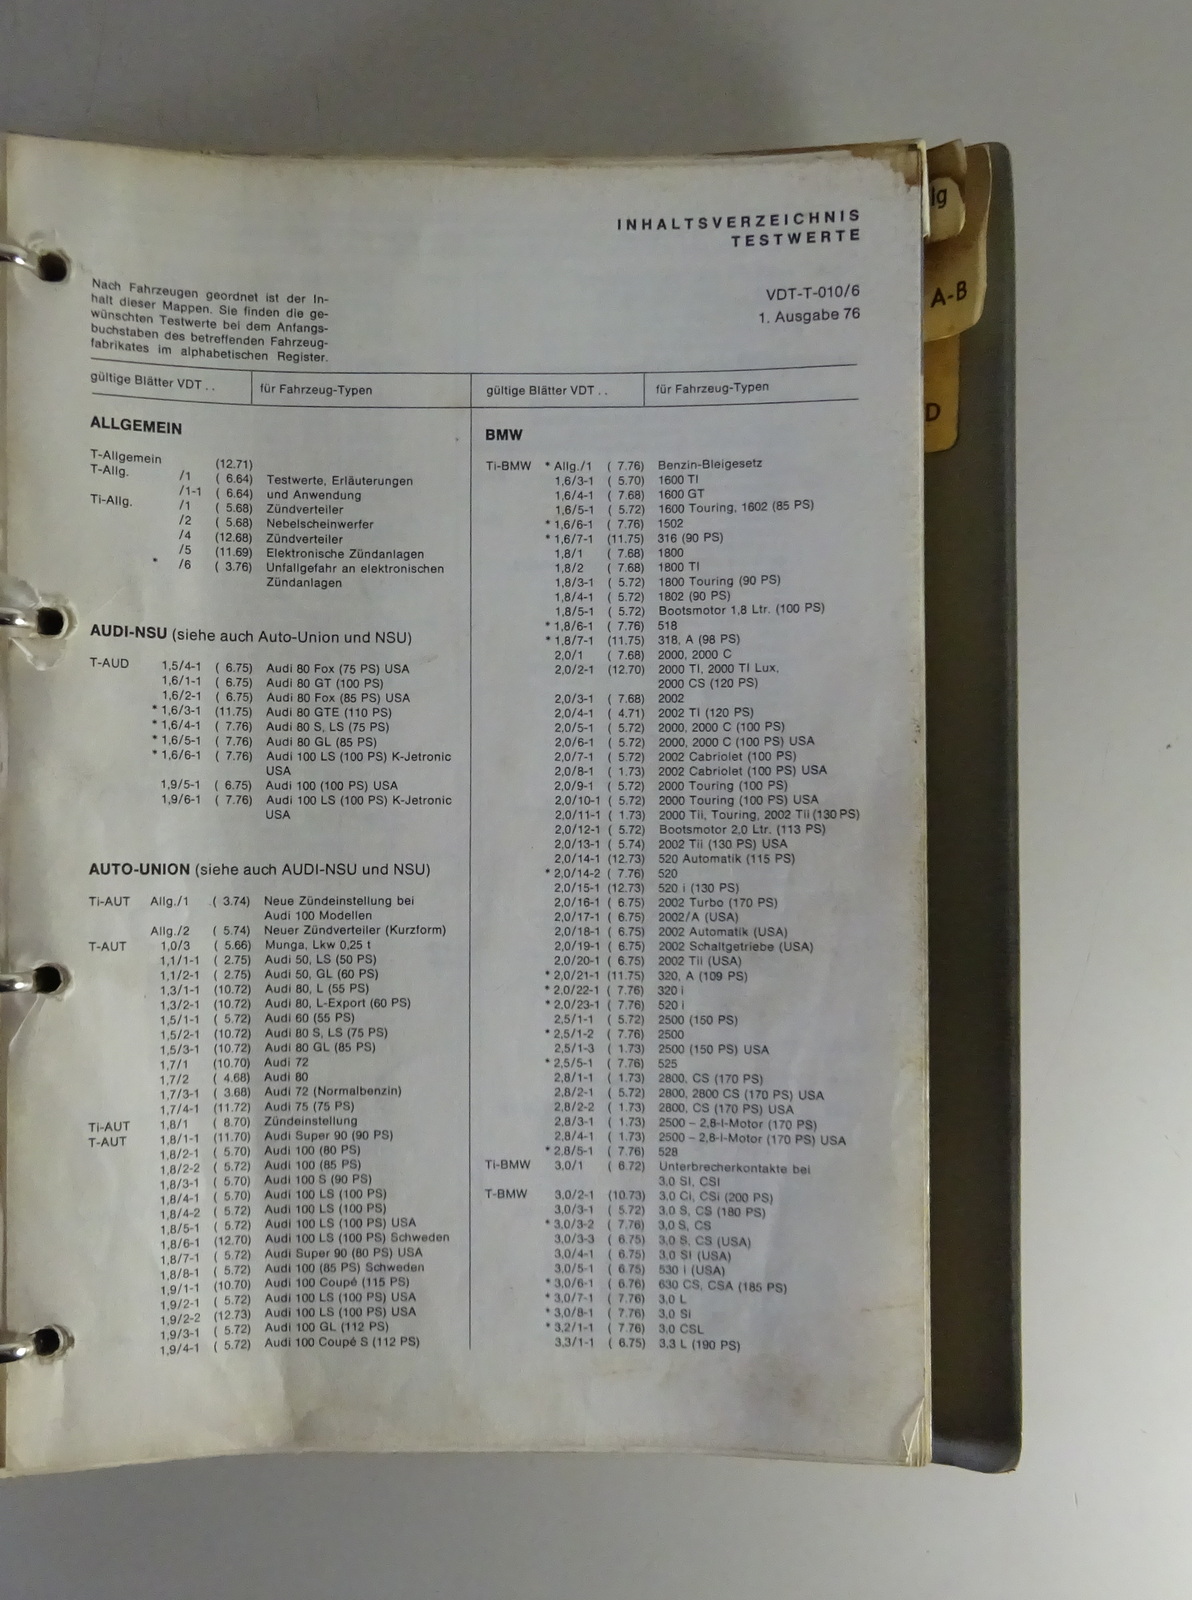 INHALTSVERZEICHNIS
TESTWERTE
VDT-T-010/6
1. Ausgabe 76
Nach Fahrzeugen geordnet ist der In-
halt dieser Mappen. Sie finden die ge-
wünschten Testwerte bei dem Anfangs-
buchstaben des betreffenden Fahrzeug-
fabrikates im alphabetischen Register.
gültige Blätter VDT . . für Fahrzeug-Typen
ALLGEMEIN
T-Allgemein (12.71)
T-Allg. /1 ( 6.64) Testwerte, Erläuterungen
/1-1 ( 6.64) und Anwendung
Ti-Allg. /1 ( 5.68) Zündverteiler
/2 ( 5.68) Nebelscheinwerfer
/4 (12.68) Zündverteiler
/5 (11.69) Elektronische Zündanlagen
* /6 ( 3.76) Unfallgefahr an elektronischen
Zündanlagen
AUDI-NSU (siehe auch Auto-Union und NSU)
T-AUD 1,5/4-1 ( 6.75) Audi 80 Fox (75 PS) USA
1,6/1-1 ( 6.75) Audi 80 GT (100 PS)
1,6/2-1 ( 6.75) Audi 80 Fox (85 PS) USA
* 1,6/3-1 (11.75) Audi 80 GTE (110 PS)
* 1,6/4-1 ( 7.76) Audi 80 S, LS (75 PS)
* 1,6/5-1 ( 7.76) Audi 80 GL (85 PS)
* 1,6/6-1 ( 7.76) Audi 100 LS (100 PS) K-Jetronic
USA
1,9/5-1 ( 6.75) Audi 100 (100 PS) USA
1,9/6-1 ( 7.76) Audi 100 LS (100 PS) K-Jetronic
USA
AUTO-UNION (siehe auch AUDI-NSU und NSU)
Ti-AUT Allg./1 ( 3.74) Neue Zündeinstellung bei
Audi 100 Modellen
Allg./2 ( 5.74) Neuer Zündverteiler (Kurzform)
T-AUT 1,0/3 ( 5.66) Munga, Lkw 0,25 t
1,1/1-1 ( 2.75) Audi 50, LS (50 PS)
1,1/2-1 ( 2.75) Audi 50, GL (60 PS)
1,3/1-1 (10.72) Audi 80, L (55 PS)
1,3/2-1 (10.72) Audi 80, L-Export (60 PS)
1,5/1-1 ( 5.72) Audi 60 (55 PS)
1,5/2-1 (10.72) Audi 80 S, LS (75 PS)
1,5/3-1 (10.72) Audi 80 GL (85 PS)
1,7/1 (10.70) Audi 72
1,7/2 ( 4.68) Audi 80
1,7/3-1 ( 3.68) Audi 72 (Normalbenzin)
1,7/4-1 (11.72) Audi 75 (75 PS)
Ti-AUT 1,8/1 ( 8.70) Zündeinstellung
T-AUT 1,8/1-1 (11.70) Audi Super 90 (90 PS)
1,8/2-1 ( 5.70) Audi 100 (80 PS)
1,8/2-2 ( 5.72) Audi 100 (85 PS)
1,8/3-1 ( 5.70) Audi 100 S (90 PS)
1,8/4-1 ( 5.70) Audi 100 LS (100 PS)
1,8/4-2 ( 5.72) Audi 100 LS (100 PS)
1,8/5-1 ( 5.72) Audi 100 LS (100 PS) USA
1,8/6-1 (12.70) Audi 100 LS (100 PS) Schweden
1,8/7-1 ( 5.72) Audi Super 90 (80 PS) USA
1,8/8-1 ( 5.72) Audi 100 (85 PS) Schweden
1,9/1-1 (10.70) Audi 100 Coupé (115 PS)
1,9/2-1 ( 5.72) Audi 100 LS (100 PS) USA
1,9/2-2 (12.73) Audi 100 LS (100 PS) USA
1,9/3-1 ( 5.72) Audi 100 GL (112 PS)
1,9/4-1 ( 5.72) Audi 100 Coupé S (112 PS)
gültige Blätter VDT . . für Fahrzeug-Typen
BMW
Ti-BMW * Allg./1 ( 7.76) Benzin-Bleigesetz
1,6/3-1 ( 5.70) 1600 TI
1,6/4-1 ( 7.68) 1600 GT
1,6/5-1 ( 5.72) 1600 Touring, 1602 (85 PS)
* 1,6/6-1 ( 7.76) 1502
* 1,6/7-1 (11.75) 316 (90 PS)
1,8/1 ( 7.68) 1800
1,8/2 ( 7.68) 1800 TI
1,8/3-1 ( 5.72) 1800 Touring (90 PS)
1,8/4-1 ( 5.72) 1802 (90 PS)
1,8/5-1 ( 5.72) Bootsmotor 1,8 Ltr. (100 PS)
* 1,8/6-1 ( 7.76) 518
* 1,8/7-1 (11.75) 318, A (98 PS)
2,0/1 ( 7.68) 2000, 2000 C
2,0/2-1 (12.70) 2000 TI, 2000 TI Lux,
2000 CS (120 PS)
2,0/3-1 ( 7.68) 2002
2,0/4-1 ( 4.71) 2002 TI (120 PS)
2,0/5-1 ( 5.72) 2000, 2000 C (100 PS)
2,0/6-1 ( 5.72) 2000, 2000 C (100 PS) USA
2,0/7-1 ( 5.72) 2002 Cabriolet (100 PS)
2,0/8-1 ( 1.73) 2002 Cabriolet (100 PS) USA
2,0/9-1 ( 5.72) 2000 Touring (100 PS)
2,0/10-1 ( 5.72) 2000 Touring (100 PS) USA
2,0/11-1 ( 1.73) 2000 Tii, Touring, 2002 Tii (130 PS)
2,0/12-1 ( 5.72) Bootsmotor 2,0 Ltr. (113 PS)
2,0/13-1 ( 5.74) 2002 Tii (130 PS) USA
2,0/14-1 (12.73) 520 Automatik (115 PS)
* 2,0/14-2 ( 7.76) 520
2,0/15-1 (12.73) 520 i (130 PS)
2,0/16-1 ( 6.75) 2002 Turbo (170 PS)
2,0/17-1 ( 6.75) 2002/A (USA)
2,0/18-1 ( 6.75) 2002 Automatik (USA)
2,0/19-1 ( 6.75) 2002 Schaltgetriebe (USA)
2,0/20-1 ( 6.75) 2002 TII (USA)
* 2,0/21-1 (11.75) 320, A (109 PS)
* 2,0/22-1 ( 7.76) 320 i
* 2,0/23-1 ( 7.76) 520 i
2,5/1-1 ( 5.72) 2500 (150 PS)
* 2,5/1-2 ( 7.76) 2500
2,5/1-3 ( 1.73) 2500 (150 PS) USA
* 2,5/5-1 ( 7.76) 525
2,8/1-1 ( 1.73) 2800, CS (170 PS)
2,8/2-1 ( 5.72) 2800, 2800 CS (170 PS) USA
2,8/2-2 ( 1.73) 2800, CS (170 PS) USA
2,8/3-1 ( 1.73) 2500 – 2,8-l-Motor (170 PS)
2,8/4-1 ( 1.73) 2500 – 2,8-l-Motor (170 PS) USA
* 2,8/5-1 ( 7.76) 528
Ti-BMW 3,0/1 ( 6.72) Unterbrecherkontakte bei
3,0 SI, CSI
T-BMW 3,0/2-1 (10.73) 3,0 Ci, CSi (200 PS)
3,0/3-1 ( 5.72) 3,0 S, CS (180 PS)
* 3,0/3-2 ( 7.76) 3,0 S, CS
3,0/3-3 ( 6.75) 3,0 S, CS (USA)
3,0/4-1 ( 6.75) 3,0 SI (USA)
3,0/5-1 ( 6.75) 530 i (USA)
* 3,0/6-1 ( 6.76) 630 CS, CSA (185 PS)
* 3,0/7-1 ( 7.76) 3,0 L
* 3,0/8-1 ( 7.76) 3,0 Si
* 3,2/1-1 ( 7.76) 3,0 CSL
3,3/1-1 ( 6.75) 3,3 L (190 PS)
lg
A-B
D